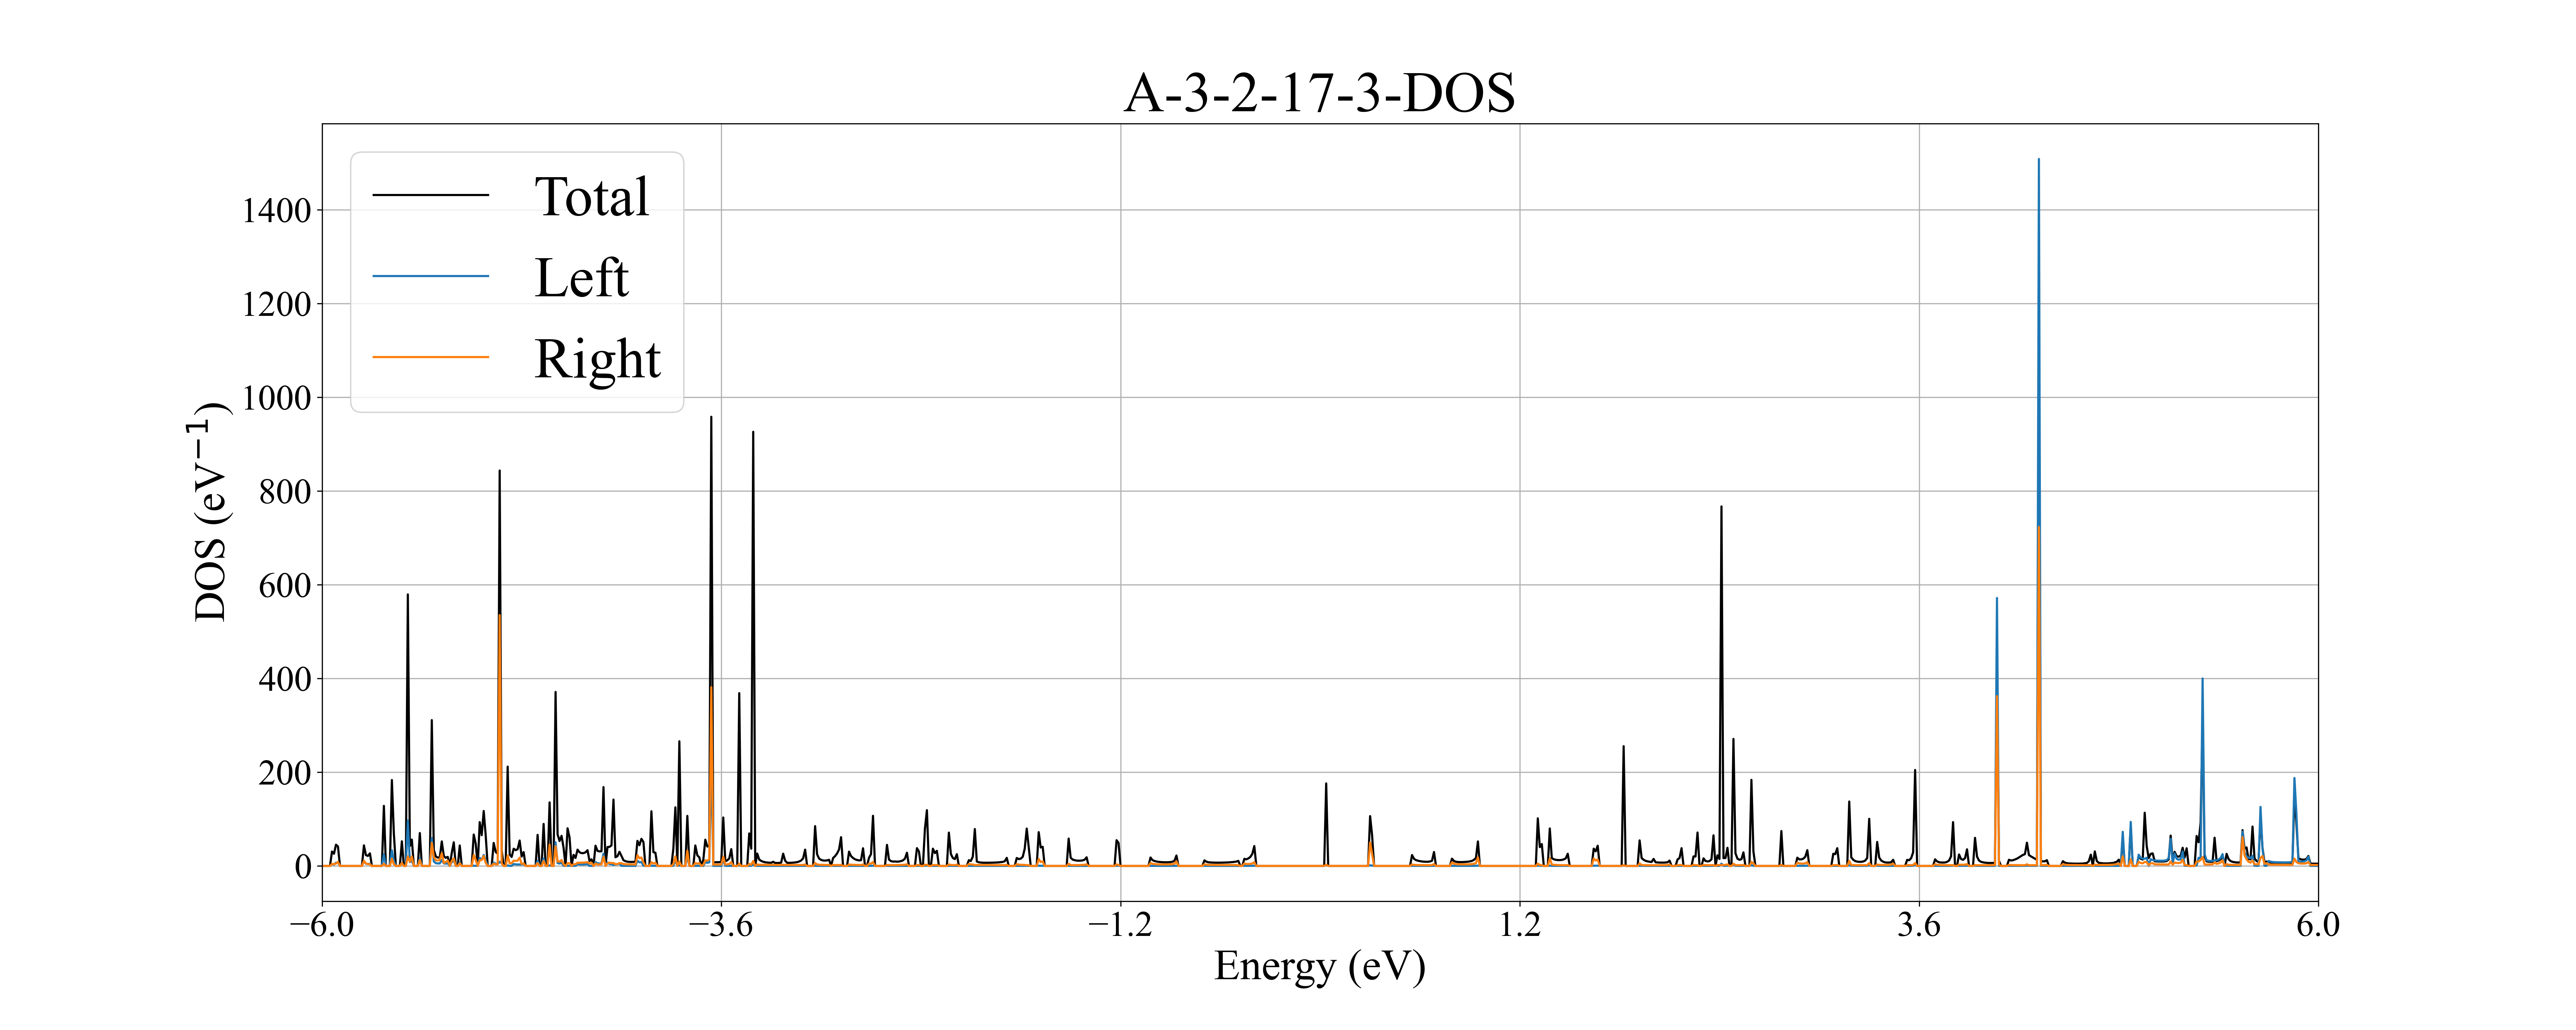 A-3-2-17-3-DOS
Total
Left
Right
1400
1200
1000
800
600
400
200
0
DOS (eV⁻¹)
−6.0 −3.6 −1.2 1.2 3.6 6.0
Energy (eV)